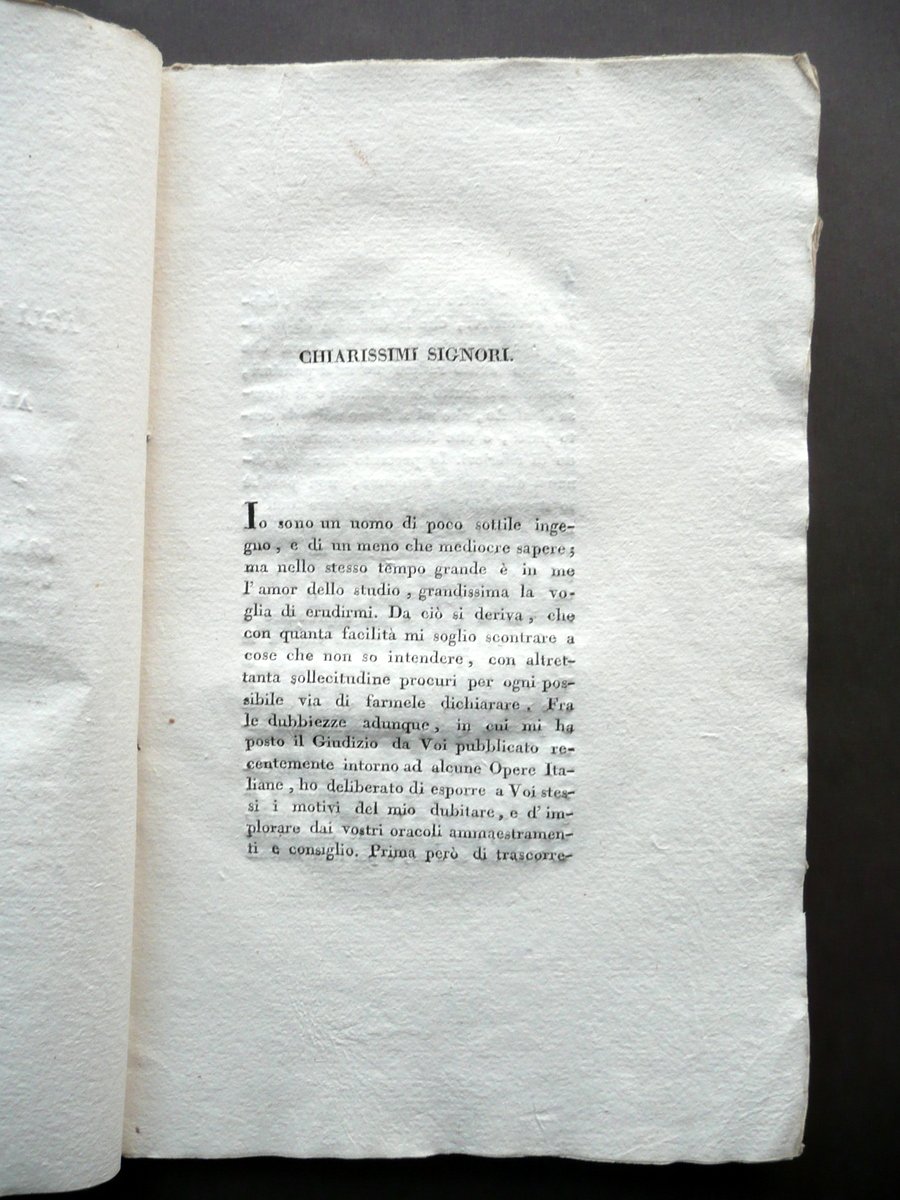 CHIARISSIMI SIGNORI.
Io sono un uomo di poco sottile inge-
gno, e di un meno che mediocre sapere;
ma nello stesso tempo grande è in me
l'amor dello studio, grandissima la vo-
glia di erudirmi. Da ciò si deriva, che
con quanta facilità mi soglio scontrare a
cose che non so intendere, con altret-
tanta sollecitudine procuri per ogni pos-
sibile via di farmele dichiarare. Fra
le dubbiezze adunque, in cui mi ha
posto il Giudizio da Voi pubblicato re-
centemente intorno ad alcune Opere Ita-
liane, ho deliberato di esporre a Voi stes-
si i motivi del mio dubitare, e d'im-
plorare dai vostri oracoli ammaestramen-
ti e consiglio. Prima però di trascorre-